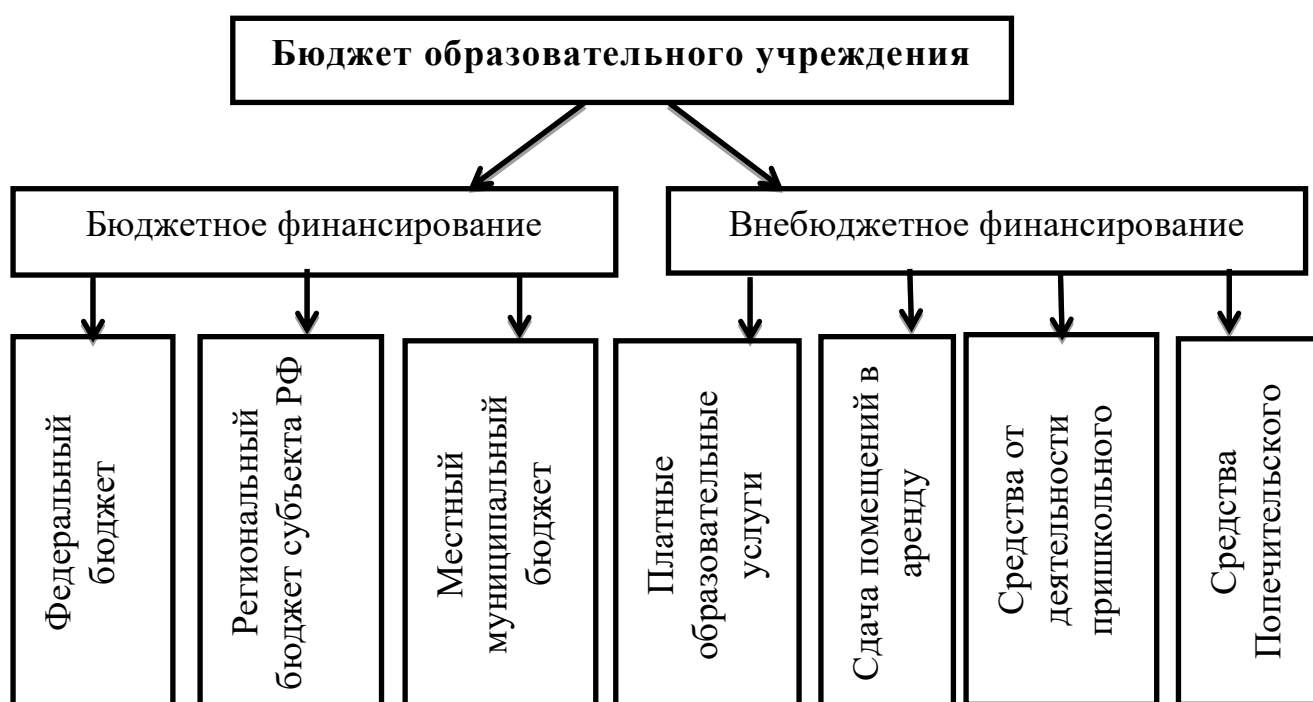 Бюджет образовательного учреждения
Бюджетное финансирование
Внебюджетное финансирование
Федеральный
бюджет
Региональный
бюджет субъекта РФ
Местный
муниципальный
бюджет
Платные
образовательные
услуги
Сдача помещений в
аренду
Средства от
деятельности
пришкольного
Средства
Попечительского